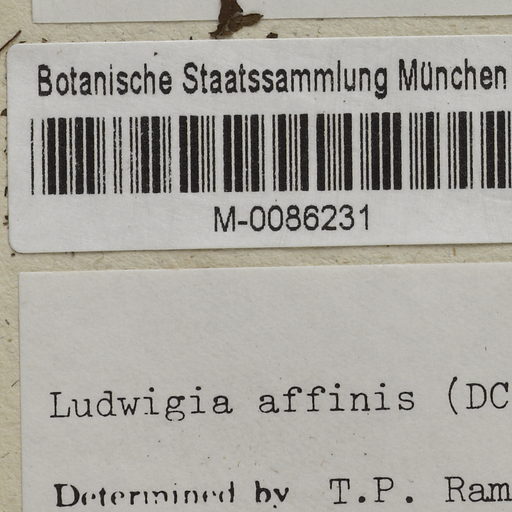 Botanische Staatssammlung München
M-0086231
Ludwigia affinis (DC
Determined by T.P. Ram